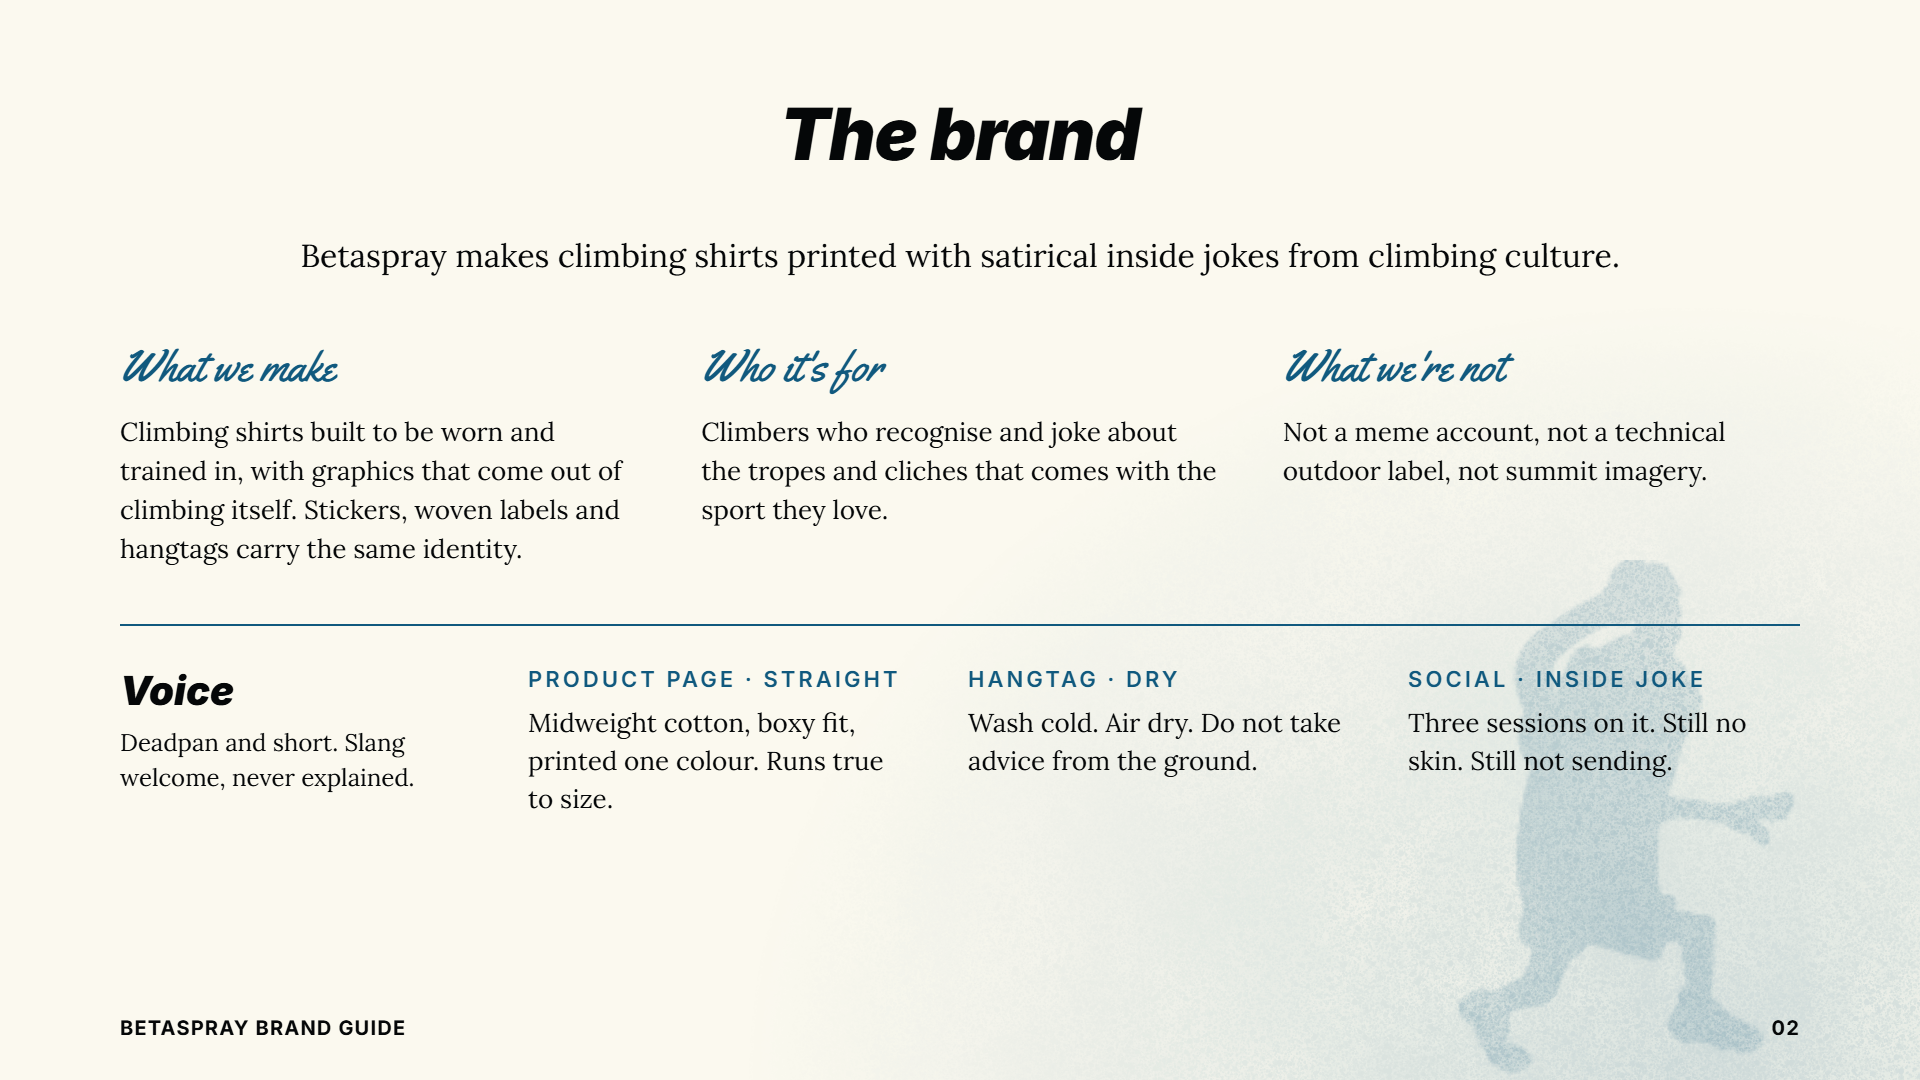 The brand
Betaspray makes climbing shirts printed with satirical inside jokes from climbing culture.
What we make
Climbing shirts built to be worn and
trained in, with graphics that come out of
climbing itself. Stickers, woven labels and
hangtags carry the same identity.
Who it's for
Climbers who recognise and joke about
the tropes and cliches that comes with the
sport they love.
What we're not
Not a meme account, not a technical
outdoor label, not summit imagery.
Voice
Deadpan and short. Slang
welcome, never explained.
PRODUCT PAGE · STRAIGHT
Midweight cotton, boxy fit,
printed one colour. Runs true
to size.
HANGTAG · DRY
Wash cold. Air dry. Do not take
advice from the ground.
SOCIAL · INSIDE JOKE
Three sessions on it. Still no
skin. Still not sending.
BETASPRAY BRAND GUIDE
02